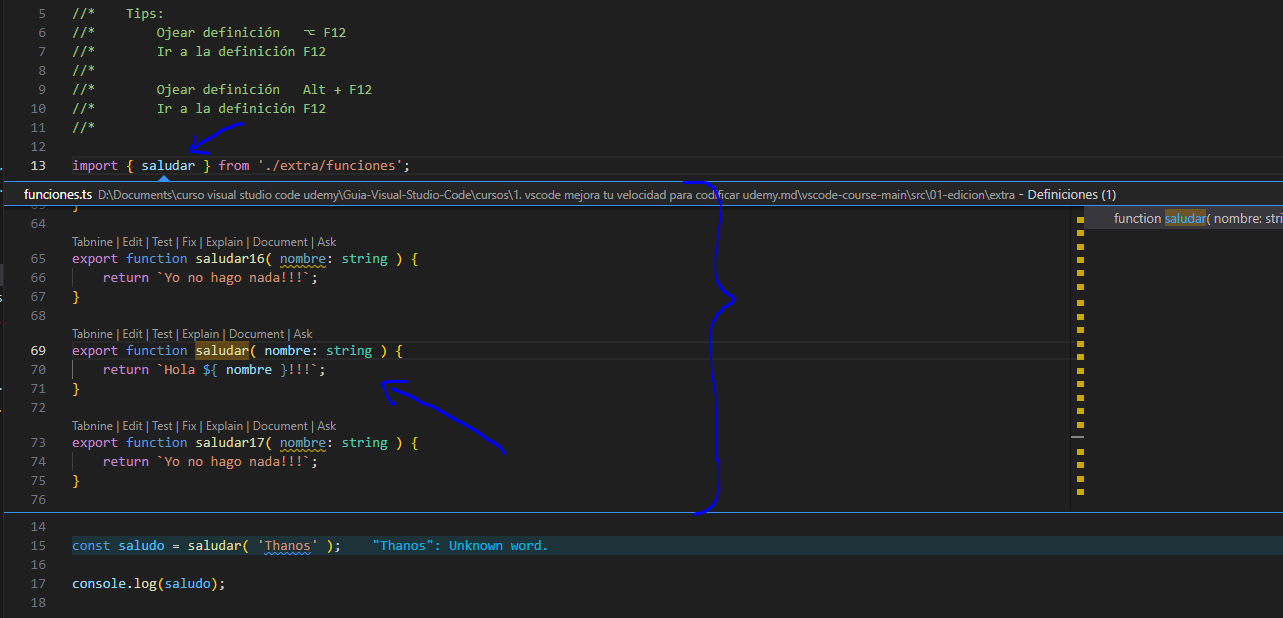 5 //*    Tips:
6 //*        Ojear definición   ⌥ F12
7 //*        Ir a la definición F12
8 //*
9 //*        Ojear definición   Alt + F12
10 //*        Ir a la definición F12
11 //*
12
13 import { saludar } from './extra/funciones';
funciones.ts D:\Documents\curso visual studio code udemy\Guia-Visual-Studio-Code\cursos\1. vscode mejora tu velocidad para codificar udemy.md\vscode-course-main\src\01-edicion\extra - Definiciones (1)
function saludar( nombre: stri
63 }
64
Tabnine | Edit | Test | Fix | Explain | Document | Ask
65 export function saludar16( nombre: string ) {
66     return `Yo no hago nada!!!`;
67 }
68
Tabnine | Edit | Test | Explain | Document | Ask
69 export function saludar( nombre: string ) {
70     return `Hola ${ nombre }!!!`;
71 }
72
Tabnine | Edit | Test | Fix | Explain | Document | Ask
73 export function saludar17( nombre: string ) {
74     return `Yo no hago nada!!!`;
75 }
76
14
15 const saludo = saludar( 'Thanos' );    "Thanos": Unknown word.
16
17 console.log(saludo);
18